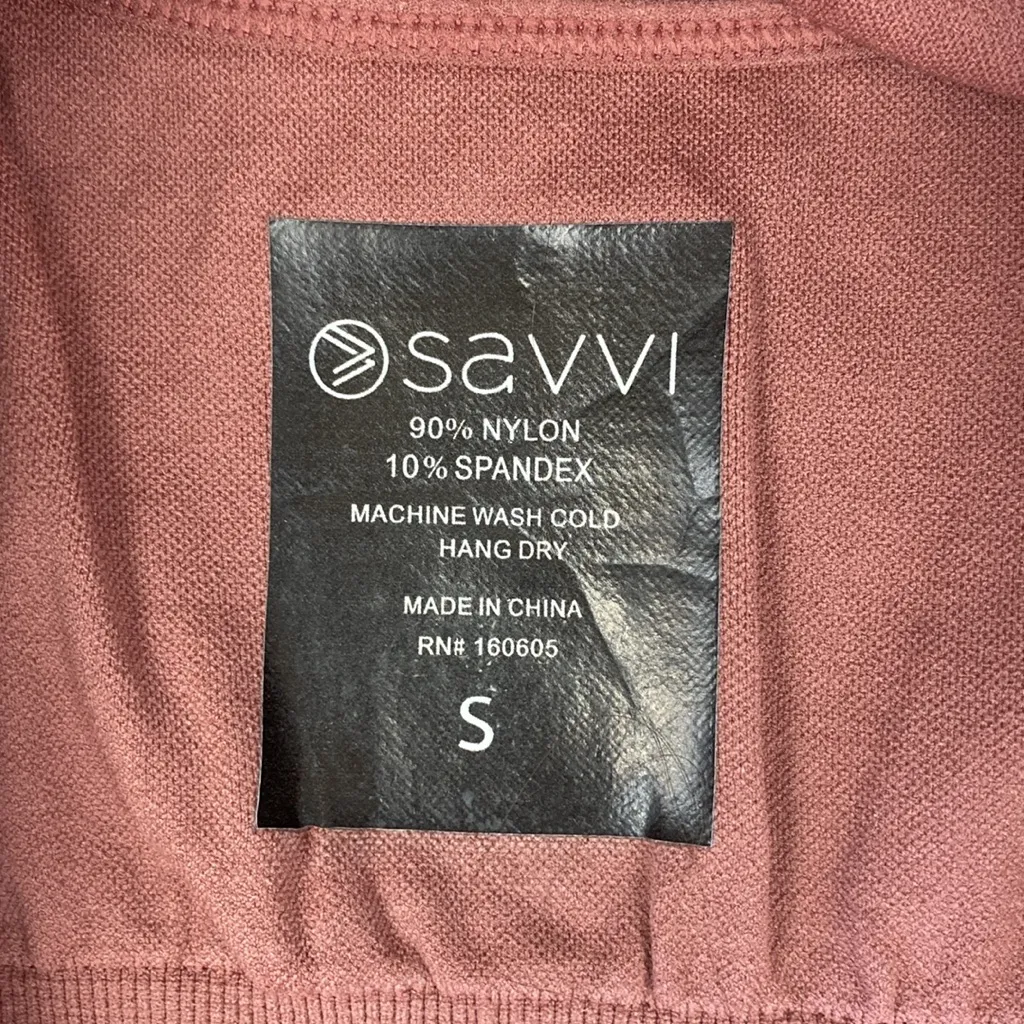 savvi
90% NYLON
10% SPANDEX
MACHINE WASH COLD
HANG DRY
MADE IN CHINA
RN# 160605
S